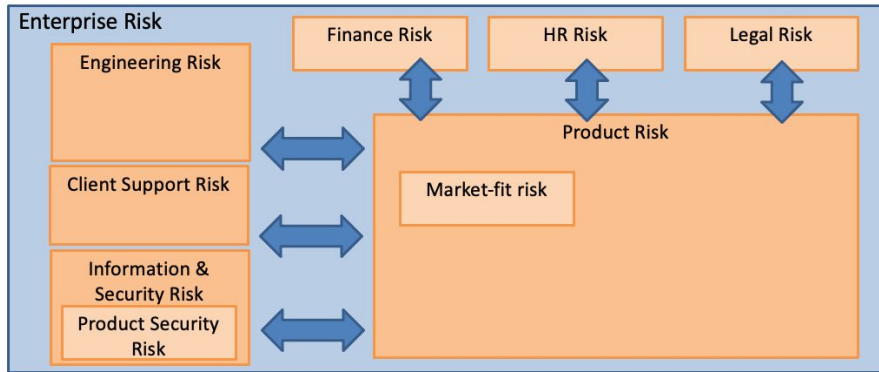 Enterprise Risk
Finance Risk
HR Risk
Legal Risk
Engineering Risk
Product Risk
Client Support Risk
Market-fit risk
Information &
Security Risk
Product Security
Risk